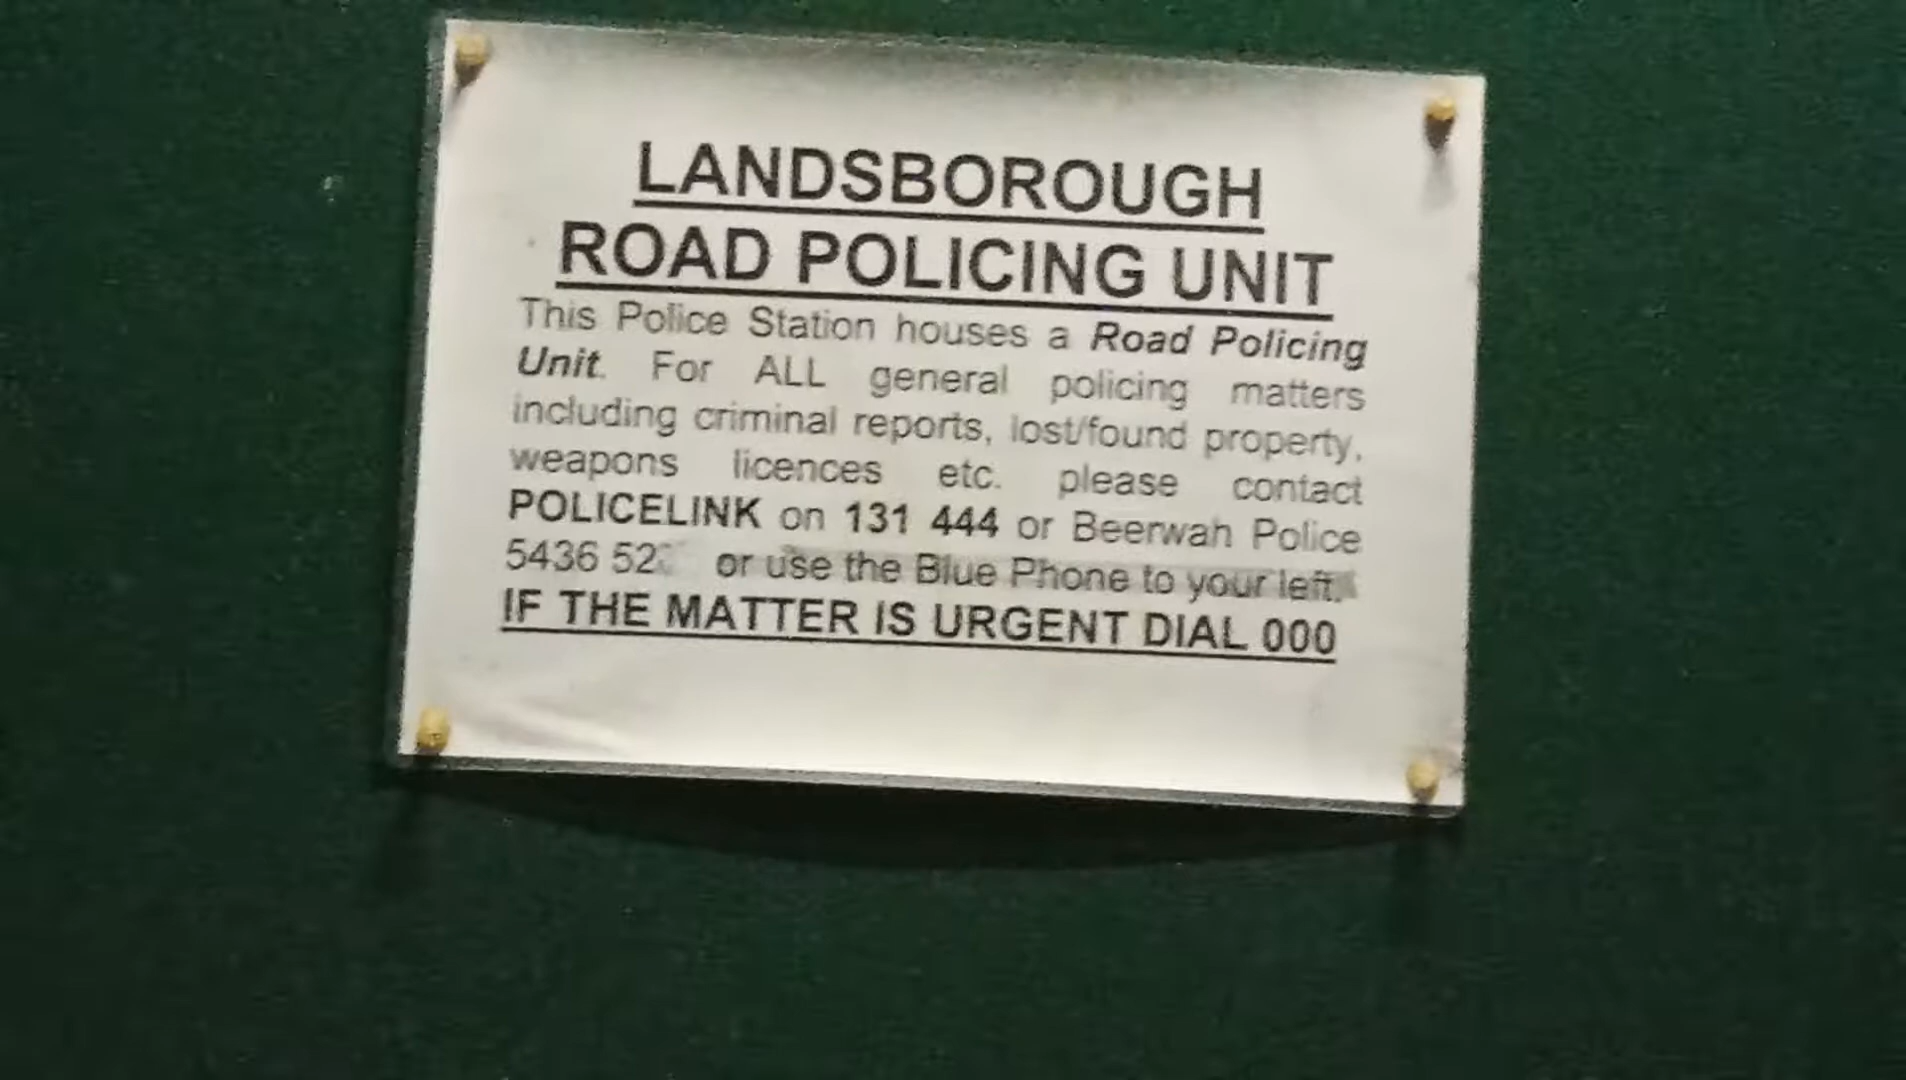 LANDSBOROUGH
ROAD POLICING UNIT
This Police Station houses a Road Policing
Unit. For ALL general policing matters
including criminal reports, lost/found property,
weapons licences etc. please contact
POLICELINK on 131 444 or Beerwah Police
5436 52 or use the Blue Phone to your left.
IF THE MATTER IS URGENT DIAL 000